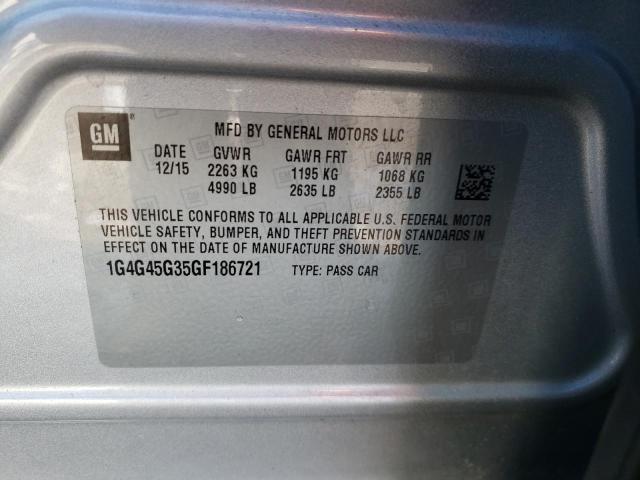 GM ®
MFD BY GENERAL MOTORS LLC
DATE GVWR GAWR FRT GAWR RR
12/15 2263 KG 1195 KG 1068 KG
4990 LB 2635 LB 2355 LB
THIS VEHICLE CONFORMS TO ALL APPLICABLE U.S. FEDERAL MOTOR
VEHICLE SAFETY, BUMPER, AND THEFT PREVENTION STANDARDS IN
EFFECT ON THE DATE OF MANUFACTURE SHOWN ABOVE.
1G4G45G35GF186721 TYPE: PASS CAR